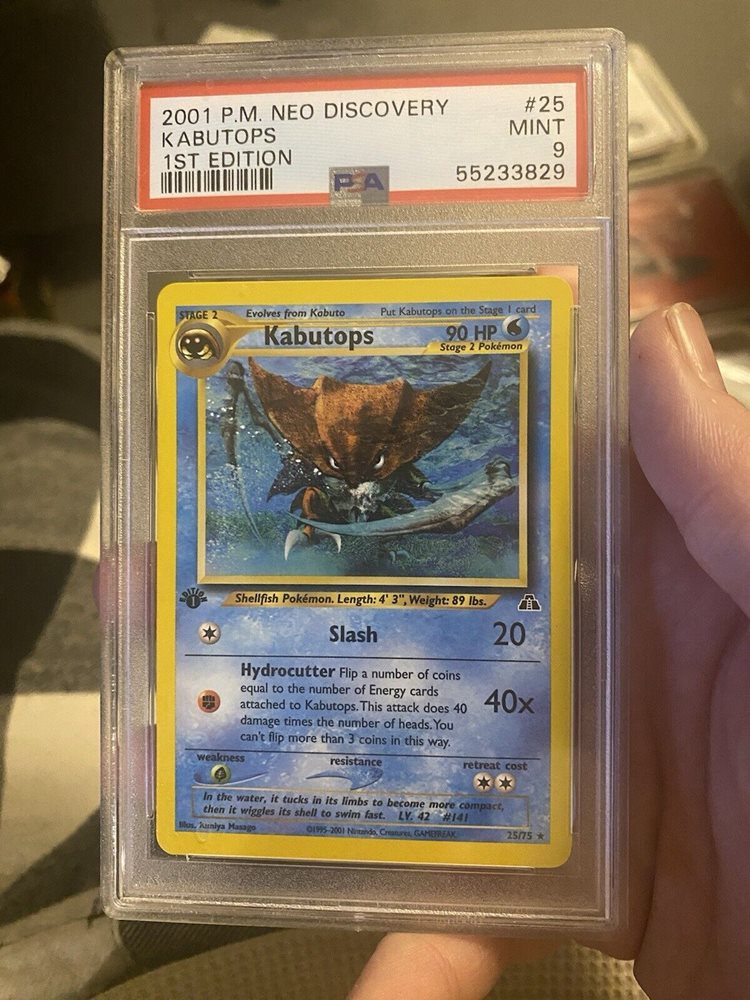 2001 P.M. NEO DISCOVERY #25
KABUTOPS MINT
1ST EDITION 9
PSA 55233829
STAGE 2 Evolves from Kabuto Put Kabutops on the Stage 1 card
Kabutops 90 HP
Stage 2 Pokémon
EDITION 1
Shellfish Pokémon. Length: 4' 3", Weight: 89 lbs.
Slash 20
Hydrocutter Flip a number of coins
equal to the number of Energy cards
attached to Kabutops. This attack does 40
damage times the number of heads. You
can't flip more than 3 coins in this way.
40x
weakness resistance retreat cost
In the water, it tucks in its limbs to become more compact,
then it wiggles its shell to swim fast. LV. 42 #141
Illus. Jumiya Masago ©1995-2001 Nintendo, Creatures, GAMEFREAK. 25/75 ★